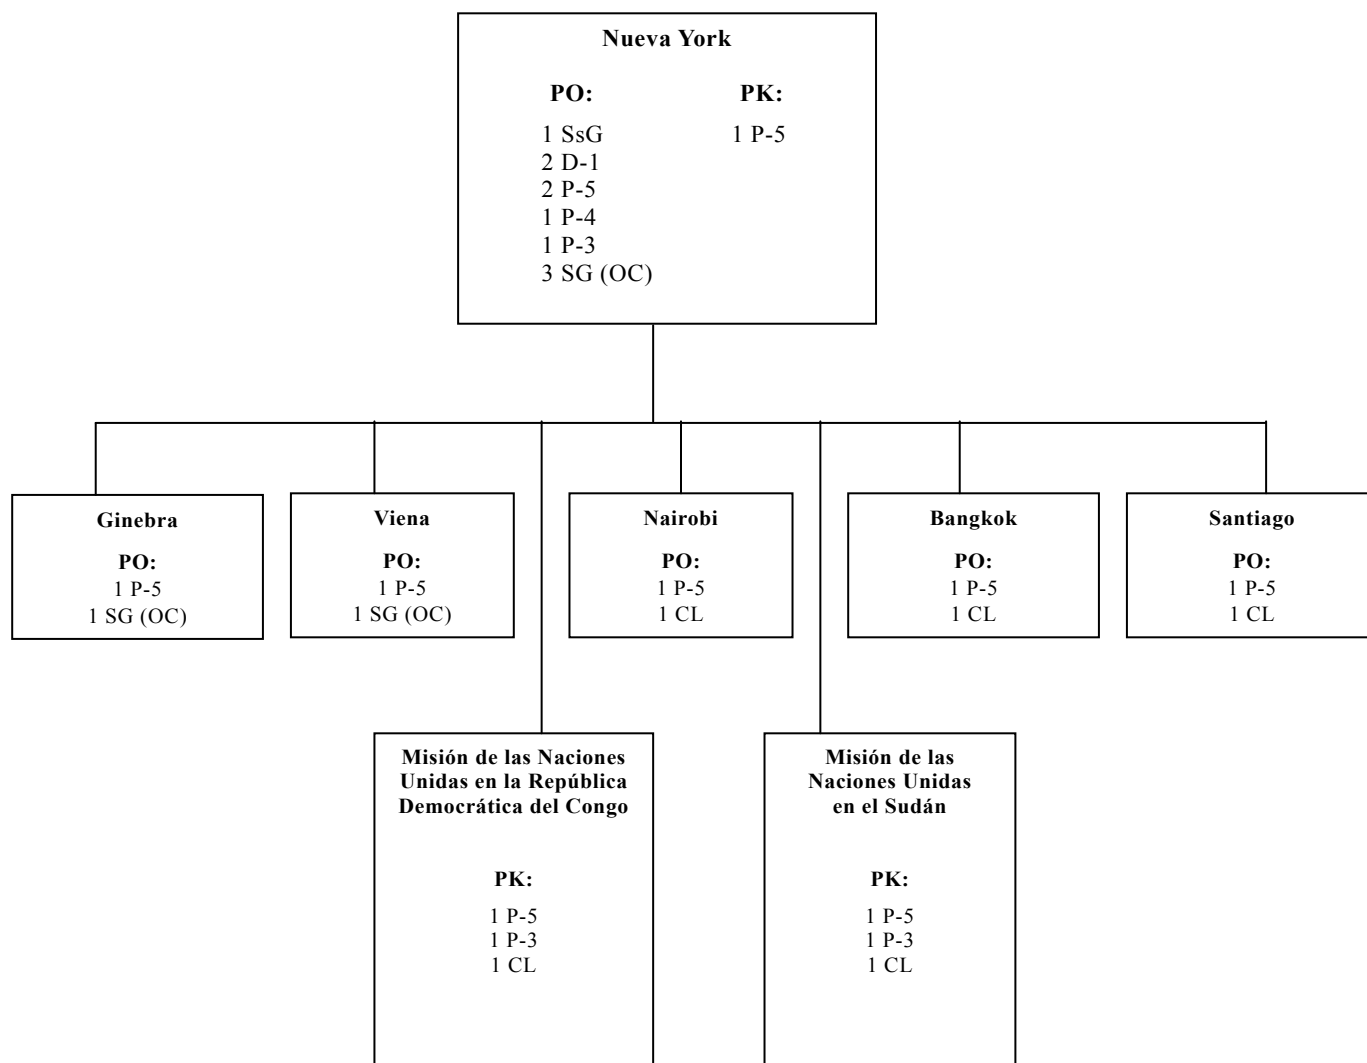 Nueva York
PO: PK:
1 SsG 1 P-5
2 D-1
2 P-5
1 P-4
1 P-3
3 SG (OC)
Ginebra
PO:
1 P-5
1 SG (OC)
Viena
PO:
1 P-5
1 SG (OC)
Nairobi
PO:
1 P-5
1 CL
Bangkok
PO:
1 P-5
1 CL
Santiago
PO:
1 P-5
1 CL
Misión de las Naciones
Unidas en la República
Democrática del Congo
PK:
1 P-5
1 P-3
1 CL
Misión de las
Naciones Unidas
en el Sudán
PK:
1 P-5
1 P-3
1 CL